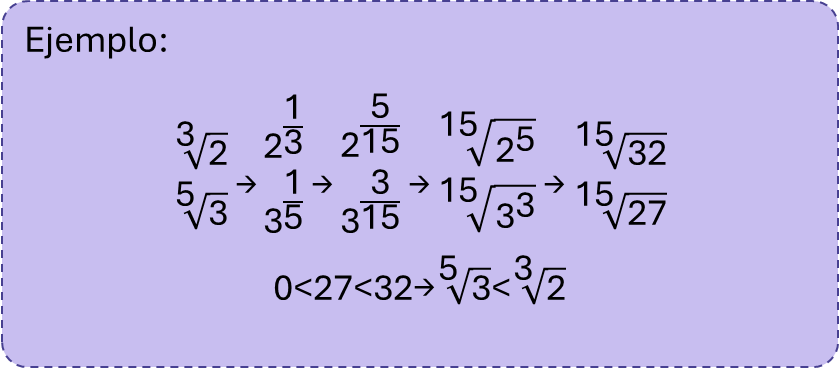 Ejemplo:
∛2 → 2^(1/3) → 2^(5/15) → ¹⁵√(2⁵) → ¹⁵√32
⁵√3 → 3^(1/5) → 3^(3/15) → ¹⁵√(3³) → ¹⁵√27
0<27<32→⁵√3<³√2